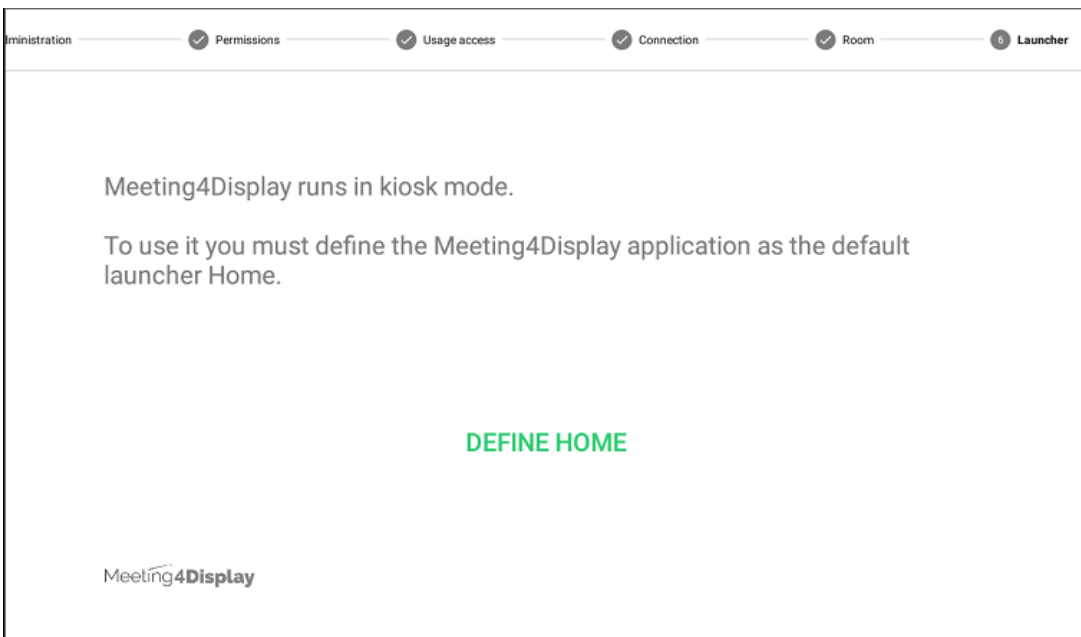 Permissions
Usage access
Connection
Room
6 Launcher
Meeting4Display runs in kiosk mode.
To use it you must define the Meeting4Display application as the default
launcher Home.
DEFINE HOME
Meeting4Display